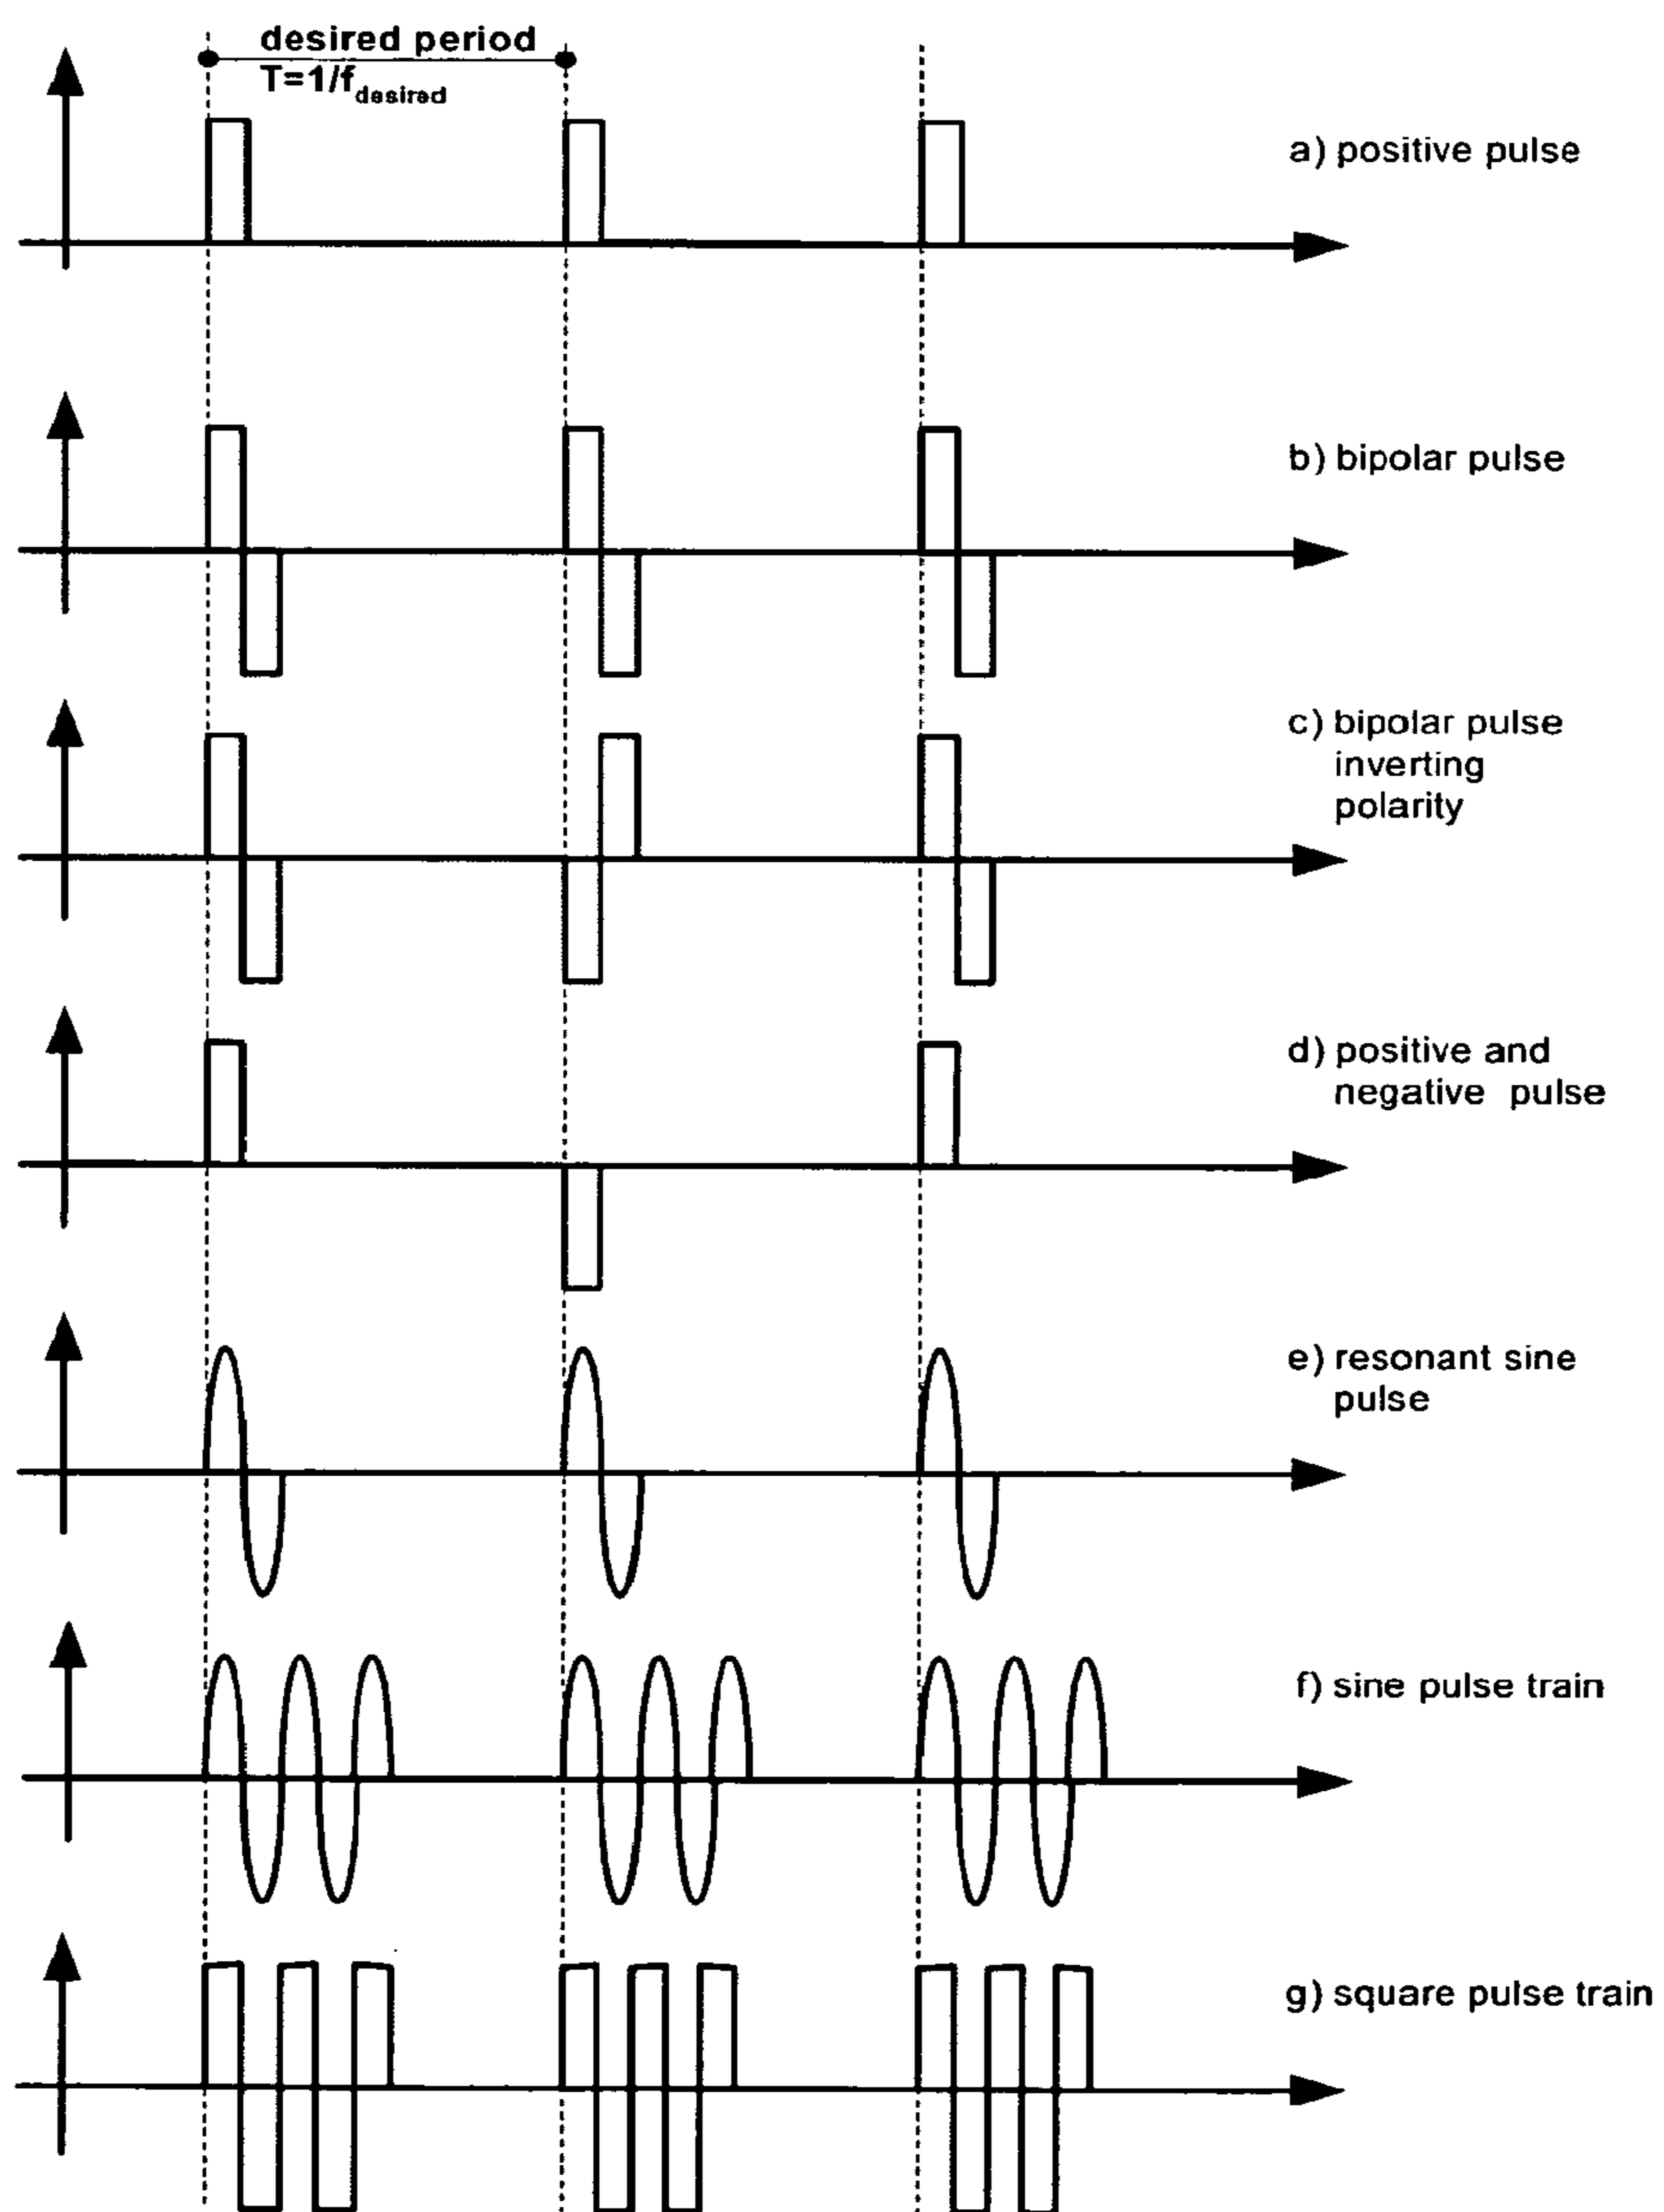 desired period
T=1/fdesired
a) positive pulse
b) bipolar pulse
c) bipolar pulse
inverting
polarity
d) positive and
negative pulse
e) resonant sine
pulse
f) sine pulse train
g) square pulse train